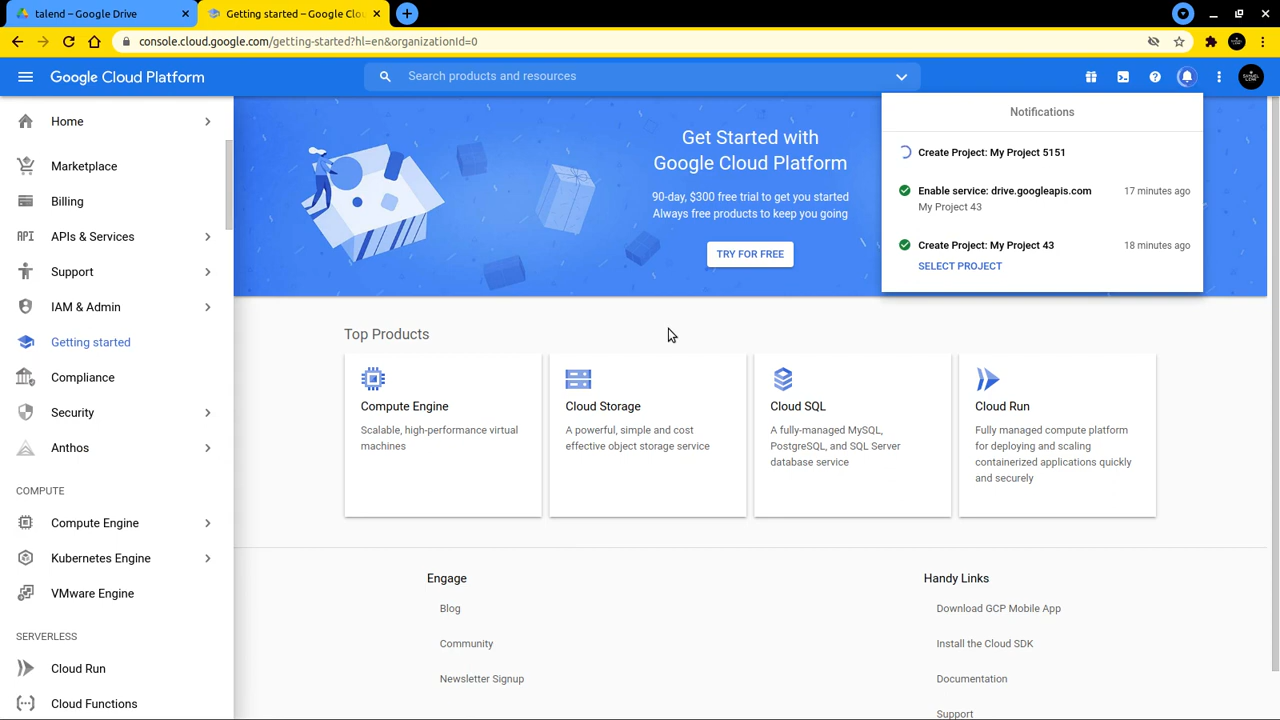 talend – Google Drive
Getting started – Google Clou
console.cloud.google.com/getting-started?hl=en&organizationId=0
Google Cloud Platform
Search products and resources
Home
Marketplace
Billing
API
APIs & Services
Support
IAM & Admin
Getting started
Compliance
Security
Anthos
COMPUTE
Compute Engine
Kubernetes Engine
VMware Engine
SERVERLESS
Cloud Run
Cloud Functions
Get Started with
Google Cloud Platform
90-day, $300 free trial to get you started
Always free products to keep you going
TRY FOR FREE
Notifications
Create Project: My Project 5151
Enable service: drive.googleapis.com 17 minutes ago
My Project 43
Create Project: My Project 43 18 minutes ago
SELECT PROJECT
Top Products
Compute Engine
Scalable, high-performance virtual
machines
Cloud Storage
A powerful, simple and cost
effective object storage service
Cloud SQL
A fully-managed MySQL,
PostgreSQL, and SQL Server
database service
Cloud Run
Fully managed compute platform
for deploying and scaling
containerized applications quickly
and securely
Engage
Blog
Community
Newsletter Signup
Handy Links
Download GCP Mobile App
Install the Cloud SDK
Documentation
Support